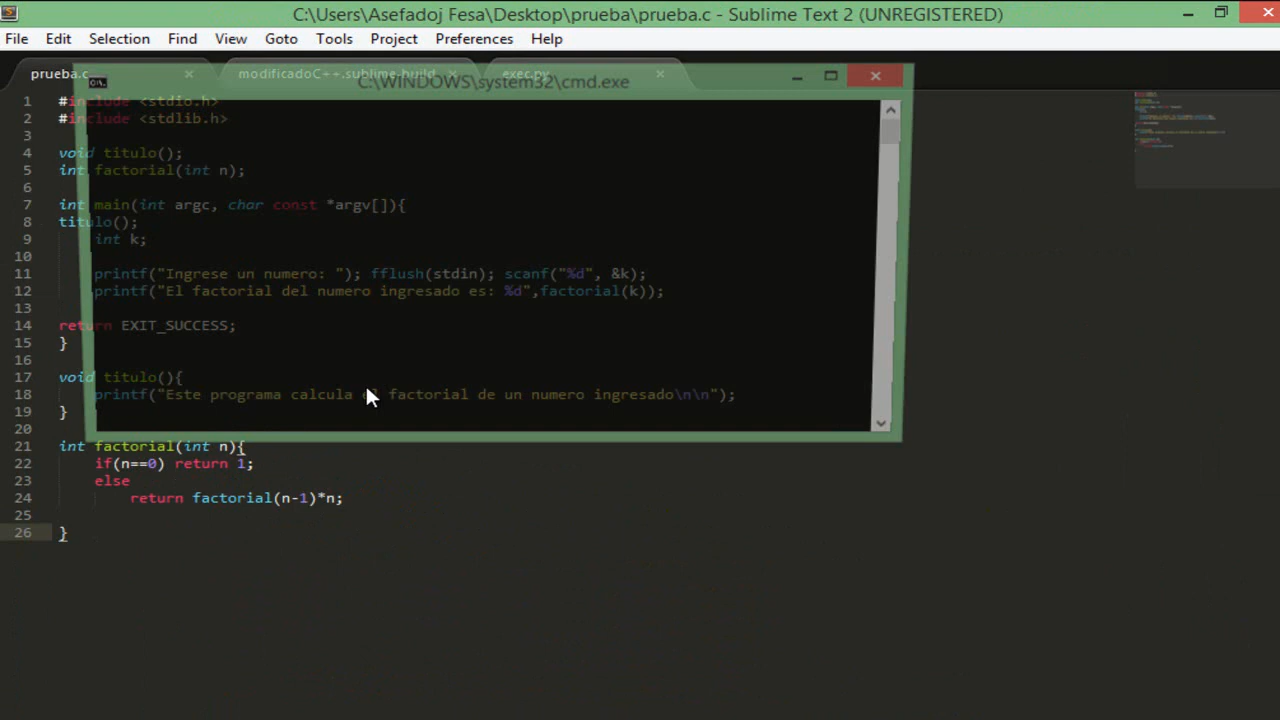 C:\Users\Asefadoj Fesa\Desktop\prueba\prueba.c - Sublime Text 2 (UNREGISTERED)
File Edit Selection Find View Goto Tools Project Preferences Help
prueba.c modificadoC++.sublime-build exec.py
C:\WINDOWS\system32\cmd.exe
1 #include <stdio.h>
2 #include <stdlib.h>
3
4 void titulo();
5 int factorial(int n);
6
7 int main(int argc, char const *argv[]){
8 titulo();
9 int k;
10
11 printf("Ingrese un numero: "); fflush(stdin); scanf("%d", &k);
12 printf("El factorial del numero ingresado es: %d",factorial(k));
13
14 return EXIT_SUCCESS;
15 }
16
17 void titulo(){
18 printf("Este programa calcula el factorial de un numero ingresado\n\n");
19 }
20
21 int factorial(int n){
22 if(n==0) return 1;
23 else
24 return factorial(n-1)*n;
25
26 }